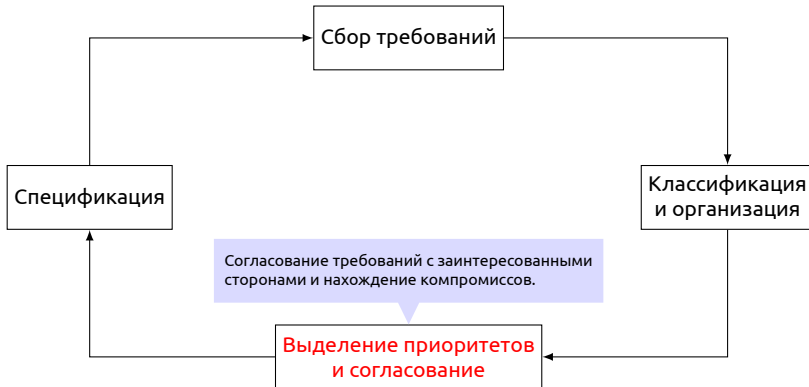 Сбор требований
Спецификация
Классификация
и организация
Согласование требований с заинтересованными
сторонами и нахождение компромиссов.
Выделение приоритетов
и согласование